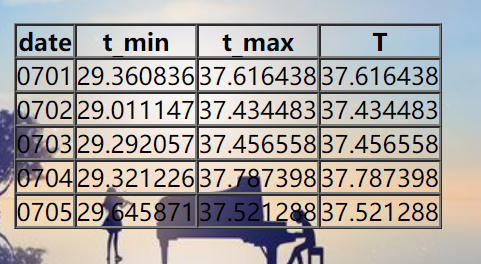 date t_min t_max T
0701 29.360836 37.616438 37.616438
0702 29.011147 37.434483 37.434483
0703 29.292057 37.456558 37.456558
0704 29.321226 37.787398 37.787398
0705 29.645871 37.521288 37.521288